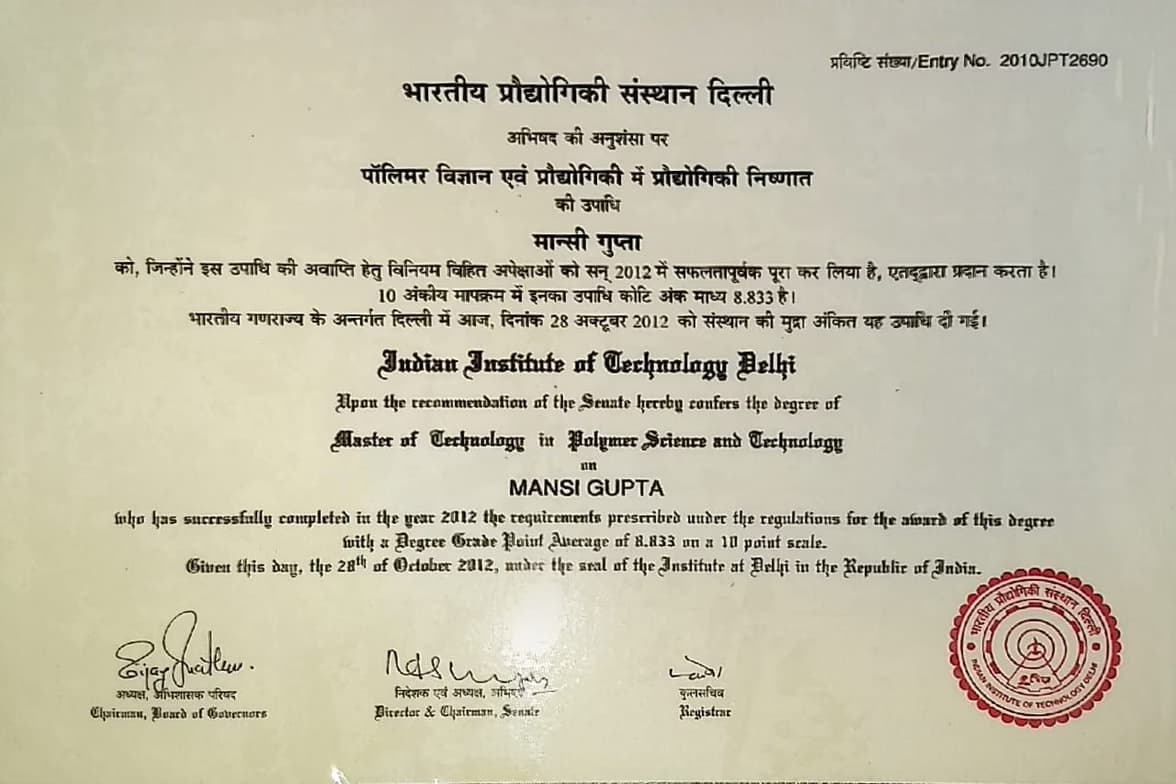 प्रविष्टि संख्या/Entry No. 2010JPT2690
भारतीय प्रौद्योगिकी संस्थान दिल्ली
अभिषद की अनुशंसा पर
पॉलिमर विज्ञान एवं प्रौद्योगिकी में प्रौद्योगिकी निष्णात
की उपाधि
मान्सी गुप्ता
को, जिन्होंने इस उपाधि की अवाप्ति हेतु विनियम विहित अपेक्षाओं को सन् 2012 में सफलतापूर्वक पूरा कर लिया है, एतद्द्वारा प्रदान करता है।
10 अंकीय मापक्रम में इनका उपाधि कोटि अंक माध्य 8.833 है।
भारतीय गणराज्य के अन्तर्गत दिल्ली में आज, दिनांक 28 अक्टूबर 2012 को संस्थान की मुद्रा अंकित यह उपाधि दी गई।
Indian Institute of Technology Delhi
Upon the recommendation of the Senate hereby confers the degree of
Master of Technology in Polymer Science and Technology
on
MANSI GUPTA
who has successfully completed in the year 2012 the requirements prescribed under the regulations for the award of this degree
with a Degree Grade Point Average of 8.833 on a 10 point scale.
Given this day, the 28th of October 2012, under the seal of the Institute at Delhi in the Republic of India.
अध्यक्ष, अभिशासक परिषद
Chairman, Board of Governors
निदेशक एवं अध्यक्ष, अभिषद
Director & Chairman, Senate
कुलसचिव
Registrar
भारतीय प्रौद्योगिकी संस्थान दिल्ली
INDIAN INSTITUTE OF TECHNOLOGY DELHI